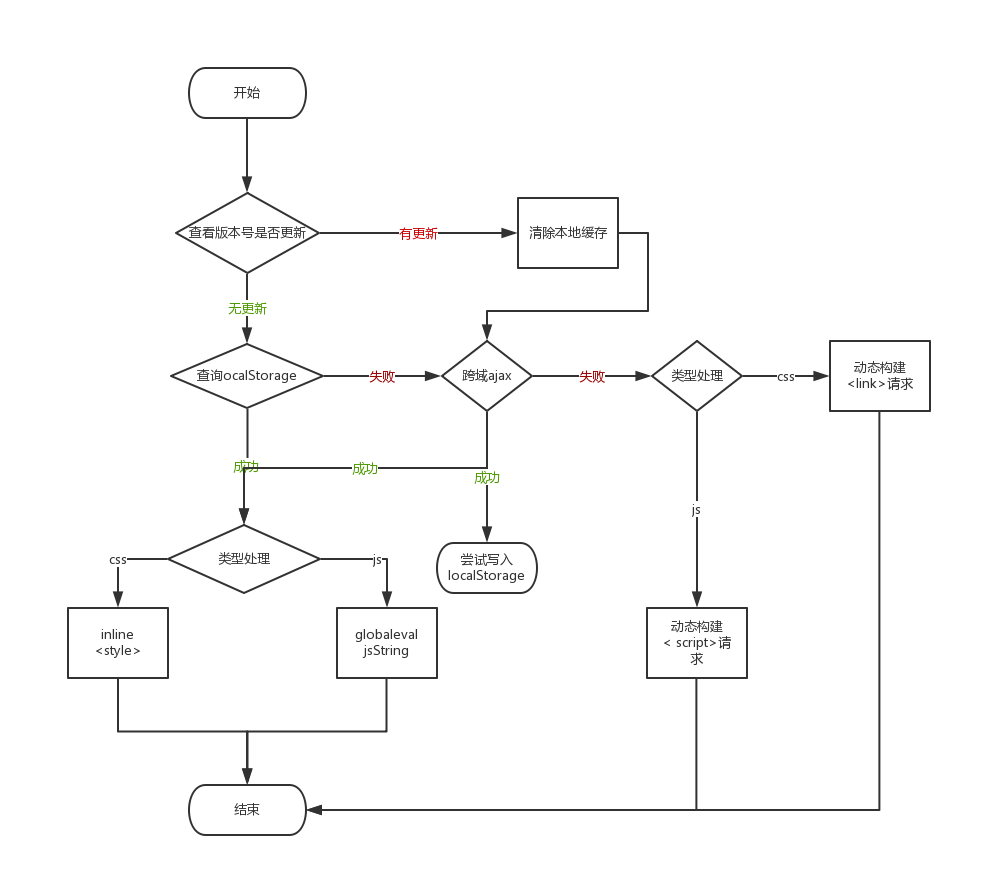 开始
查看版本号是否更新
有更新
清除本地缓存
无更新
查询ocalStorage
失败
跨域ajax
失败
类型处理
css
动态构建
<link>请求
成功
成功
成功
js
css
类型处理
js
尝试写入
localStorage
inline
<style>
globaleval
jsString
动态构建
< script>请
求
结束